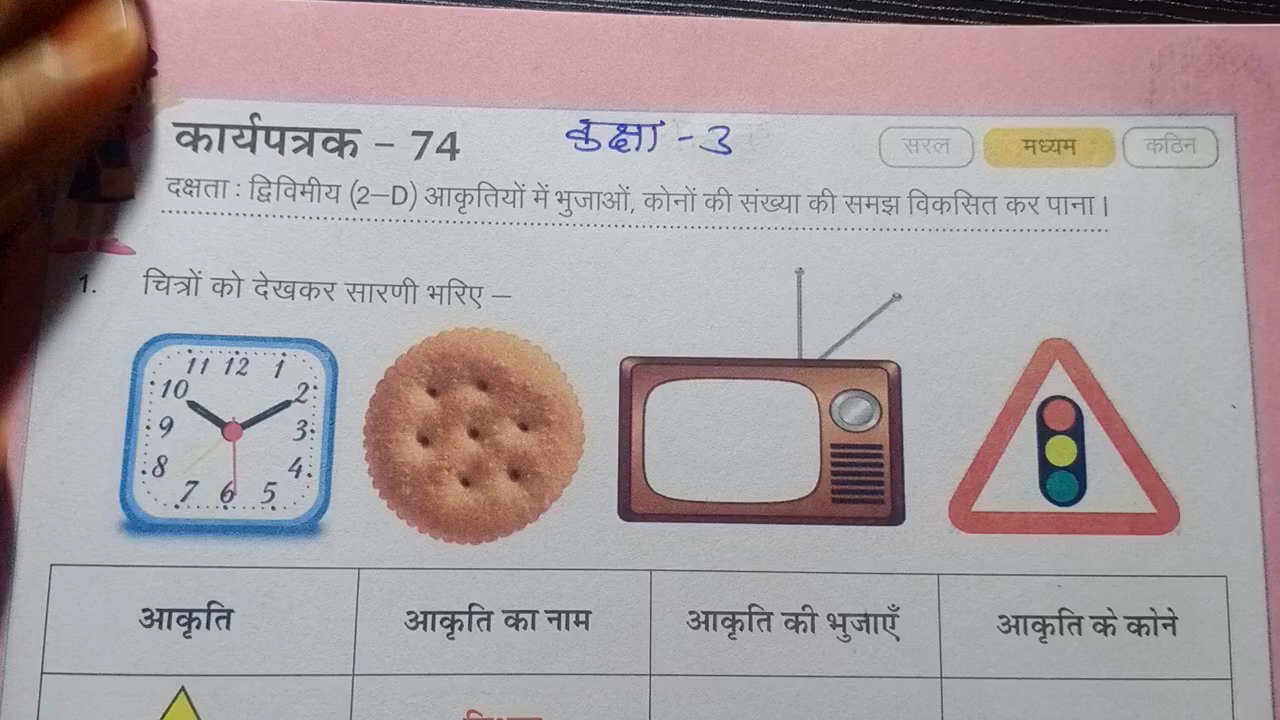 कार्यपत्रक – 74
कक्षा - 3
सरल
मध्यम
कठिन
दक्षता : द्विविमीय (2–D) आकृतियों में भुजाओं, कोनों की संख्या की समझ विकसित कर पाना।
1. चित्रों को देखकर सारणी भरिए –
11 12 1
10 2
9 3
8 4
7 6 5
आकृति
आकृति का नाम
आकृति की भुजाएँ
आकृति के कोने